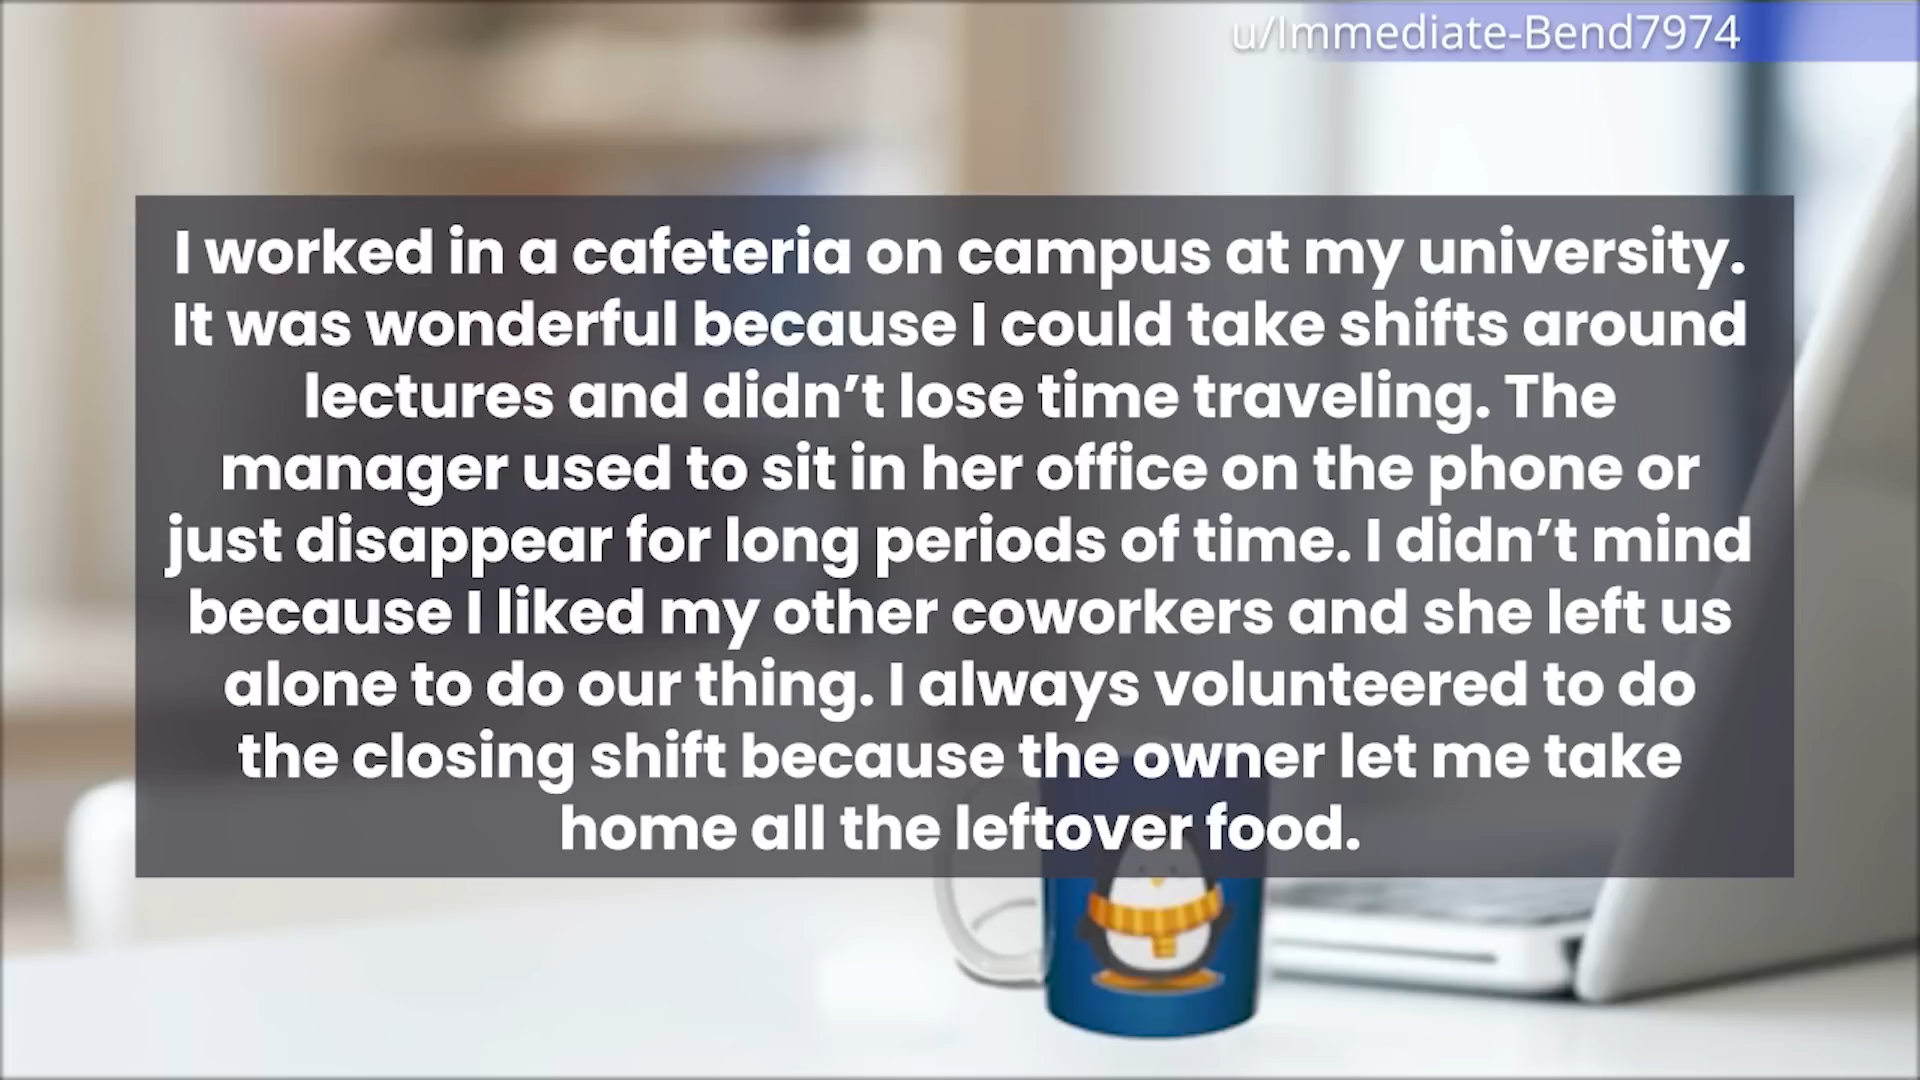 u/Immediate-Bend7974
I worked in a cafeteria on campus at my university.
It was wonderful because I could take shifts around
lectures and didn’t lose time traveling. The
manager used to sit in her office on the phone or
just disappear for long periods of time. I didn’t mind
because I liked my other coworkers and she left us
alone to do our thing. I always volunteered to do
the closing shift because the owner let me take
home all the leftover food.